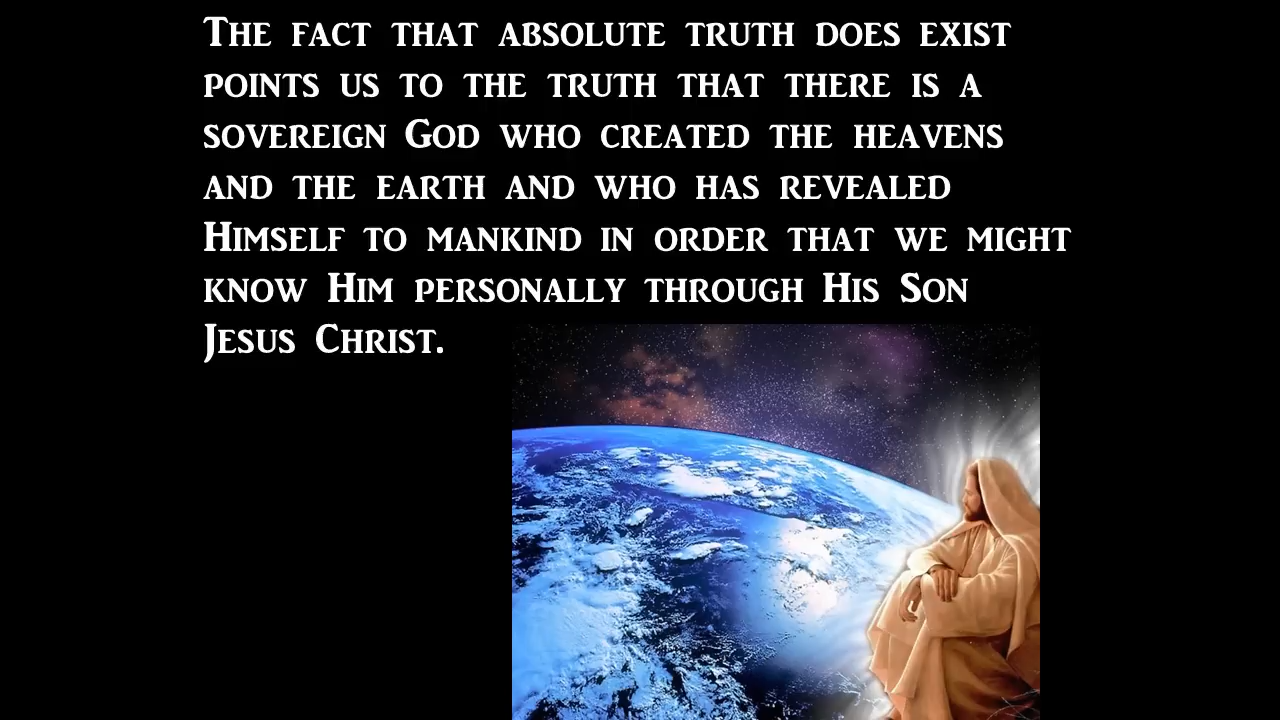 The fact that absolute truth does exist
points us to the truth that there is a
sovereign God who created the heavens
and the earth and who has revealed
Himself to mankind in order that we might
know Him personally through His Son
Jesus Christ.